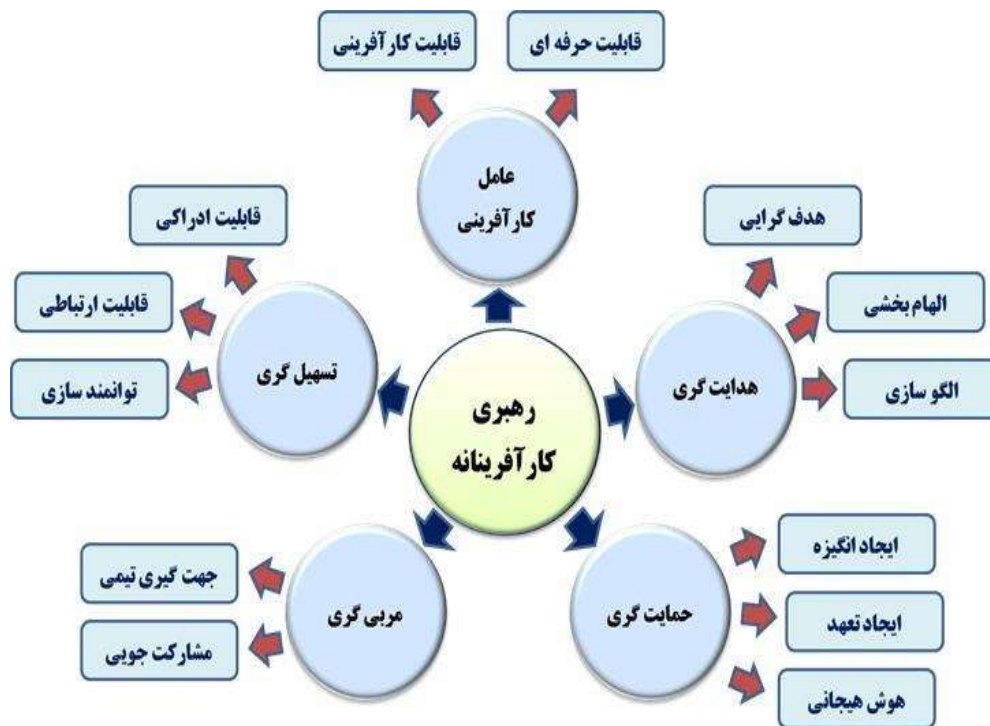 قابلیت حرفه ای
قابلیت کارآفرینی
عامل
کارآفرینی
هدف گرایی
الهام بخشی
الگو سازی
هدایت گری
قابلیت ادراکی
قابلیت ارتباطی
توانمند سازی
تسهیل گری
رهبری
کارآفرینانه
ایجاد انگیزه
ایجاد تعهد
هوش هیجانی
حمایت گری
مربی گری
جهت گیری تیمی
مشارکت جویی